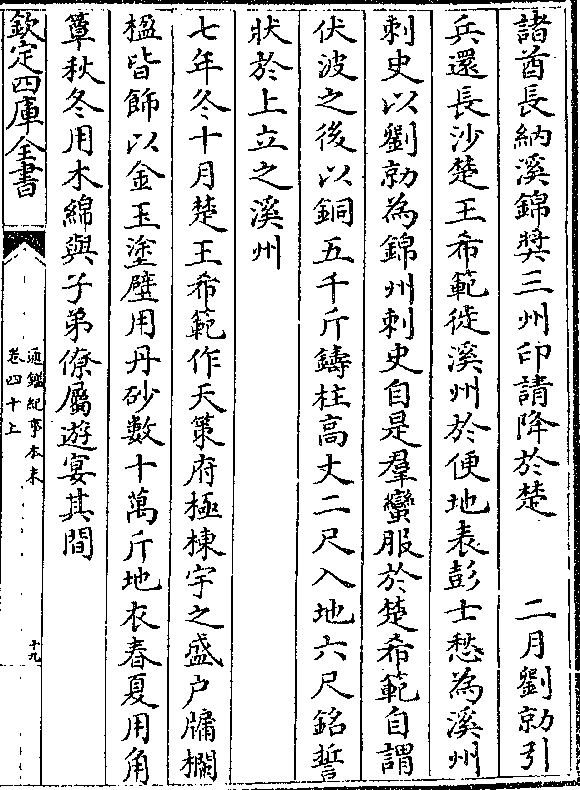 諸酋長納溪錦奬三州印請降於楚　二月劉勍引
兵還長沙楚王希範徙溪州於便地表彭士愁為溪州
刺史以劉勍為錦州刺史自是羣蠻服於楚希範自謂
伏波之後以銅五千斤鑄柱高丈二尺入地六尺銘誓
狀於上立之溪州
七年冬十月楚王希範作天策府極棟宇之盛户牖欄
楹皆飾以金玉塗壁用丹砂數十萬斤地衣春夏用角
簟秋冬用木綿與子弟僚屬遊宴其間
欽定四庫全書
通鑑紀事本末
卷四十上
十九